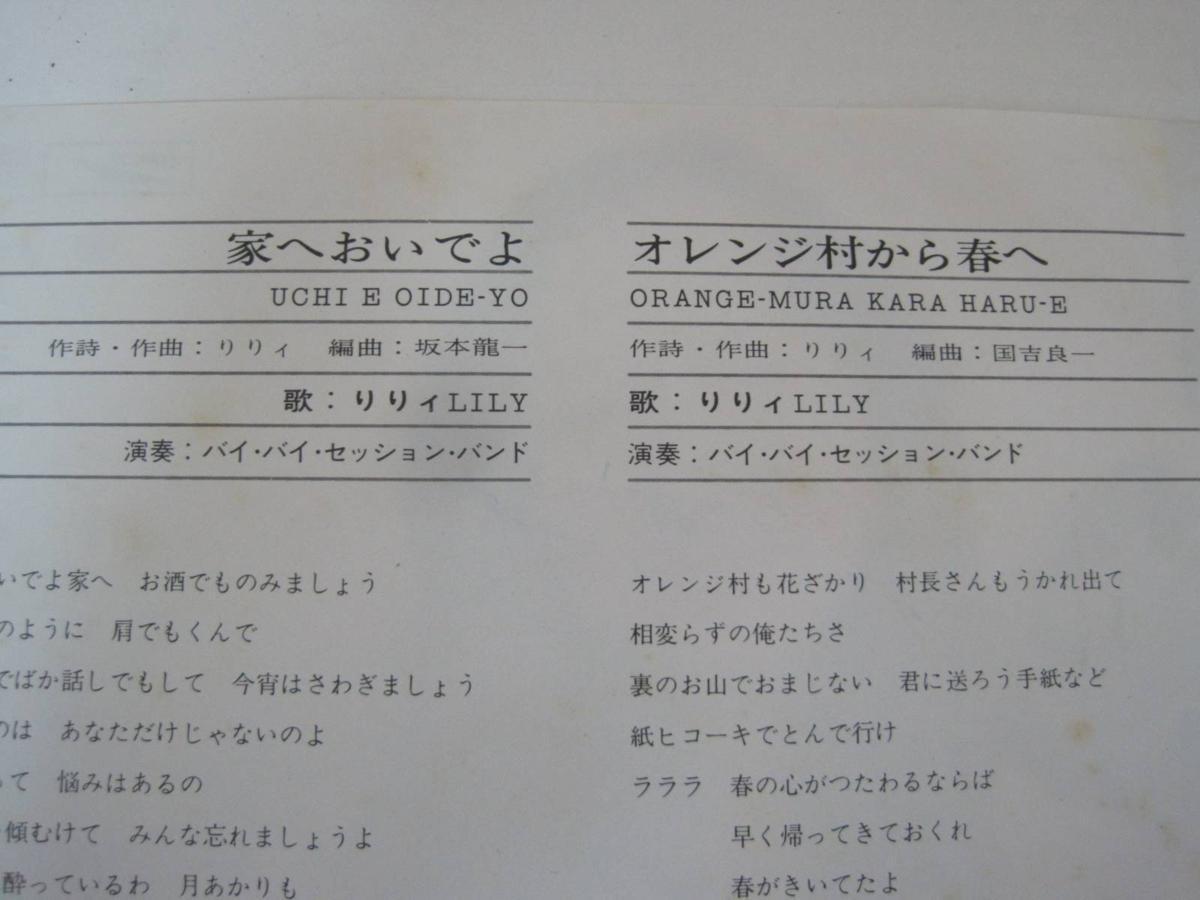 家へおいでよ
UCHI E OIDE-YO
作詩・作曲：りりィ　編曲：坂本龍一
歌：りりィLILY
演奏：バイ・バイ・セッション・バンド
いでよ家へ　お酒でものみましょう
のように　肩でもくんで
でばか話しでもして　今宵はさわぎましょう
のは　あなただけじゃないのよ
って　悩みはあるの
傾むけて　みんな忘れましょうよ
酔っているわ　月あかりも
オレンジ村から春へ
ORANGE-MURA KARA HARU-E
作詩・作曲：りりィ　編曲：国吉良一
歌：りりィLILY
演奏：バイ・バイ・セッション・バンド
オレンジ村も花ざかり　村長さんもうかれ出て
相変らずの俺たちさ
裏のお山でおまじない　君に送ろう手紙など
紙ヒコーキでとんで行け
ラララ　春の心がつたわるならば
早く帰ってきておくれ
春がきいてたよ